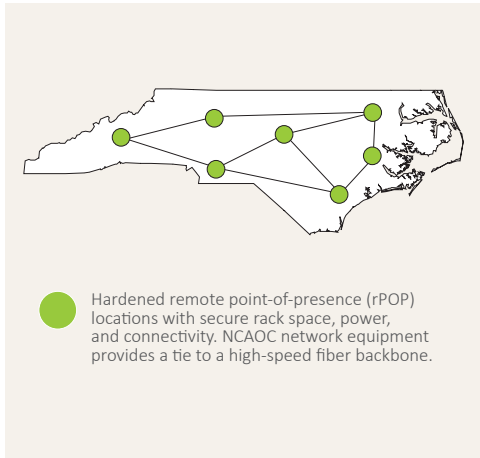 Hardened remote point-of-presence (rPOP)
locations with secure rack space, power,
and connectivity. NCAOC network equipment
provides a tie to a high-speed fiber backbone.